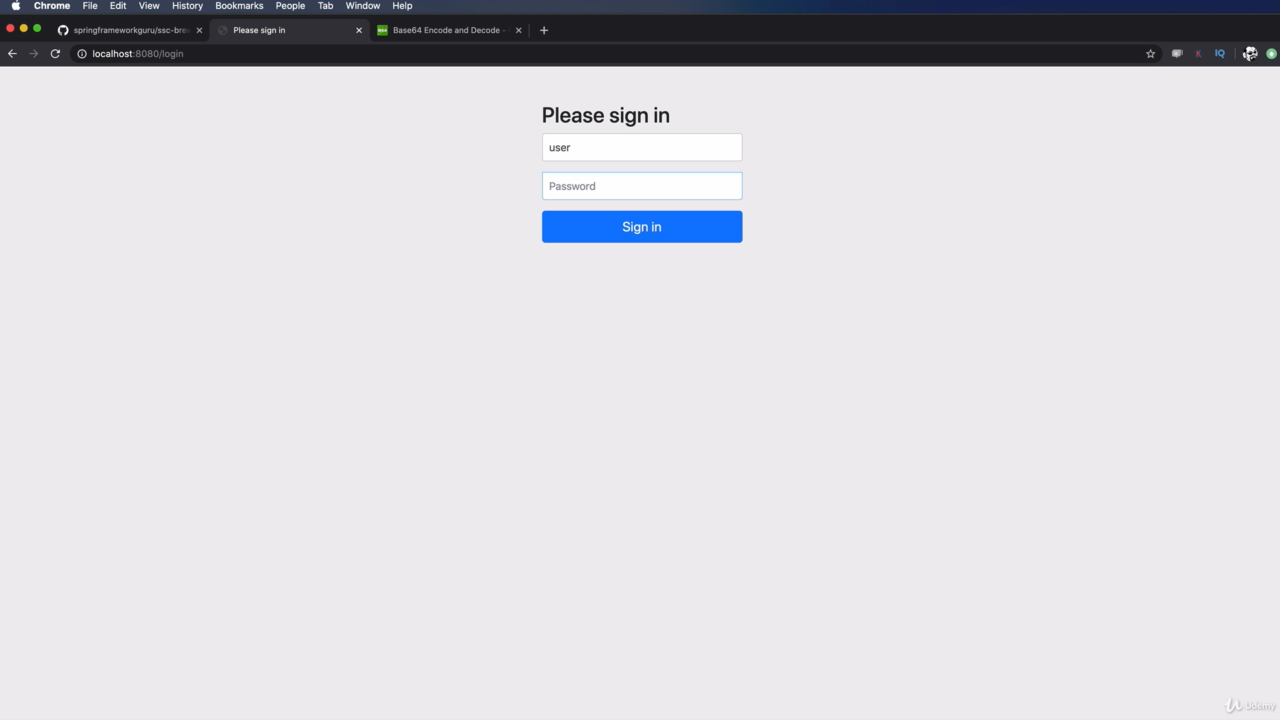 Chrome File Edit View History Bookmarks People Tab Window Help
springframeworkguru/ssc-bre
Please sign in
Base64 Encode and Decode -
localhost:8080/login
IQ
Please sign in
user
Password
Sign in
Udemy